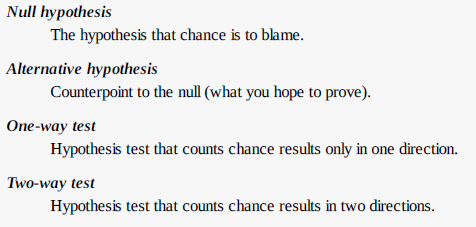 Null hypothesis
The hypothesis that chance is to blame.
Alternative hypothesis
Counterpoint to the null (what you hope to prove).
One-way test
Hypothesis test that counts chance results only in one direction.
Two-way test
Hypothesis test that counts chance results in two directions.